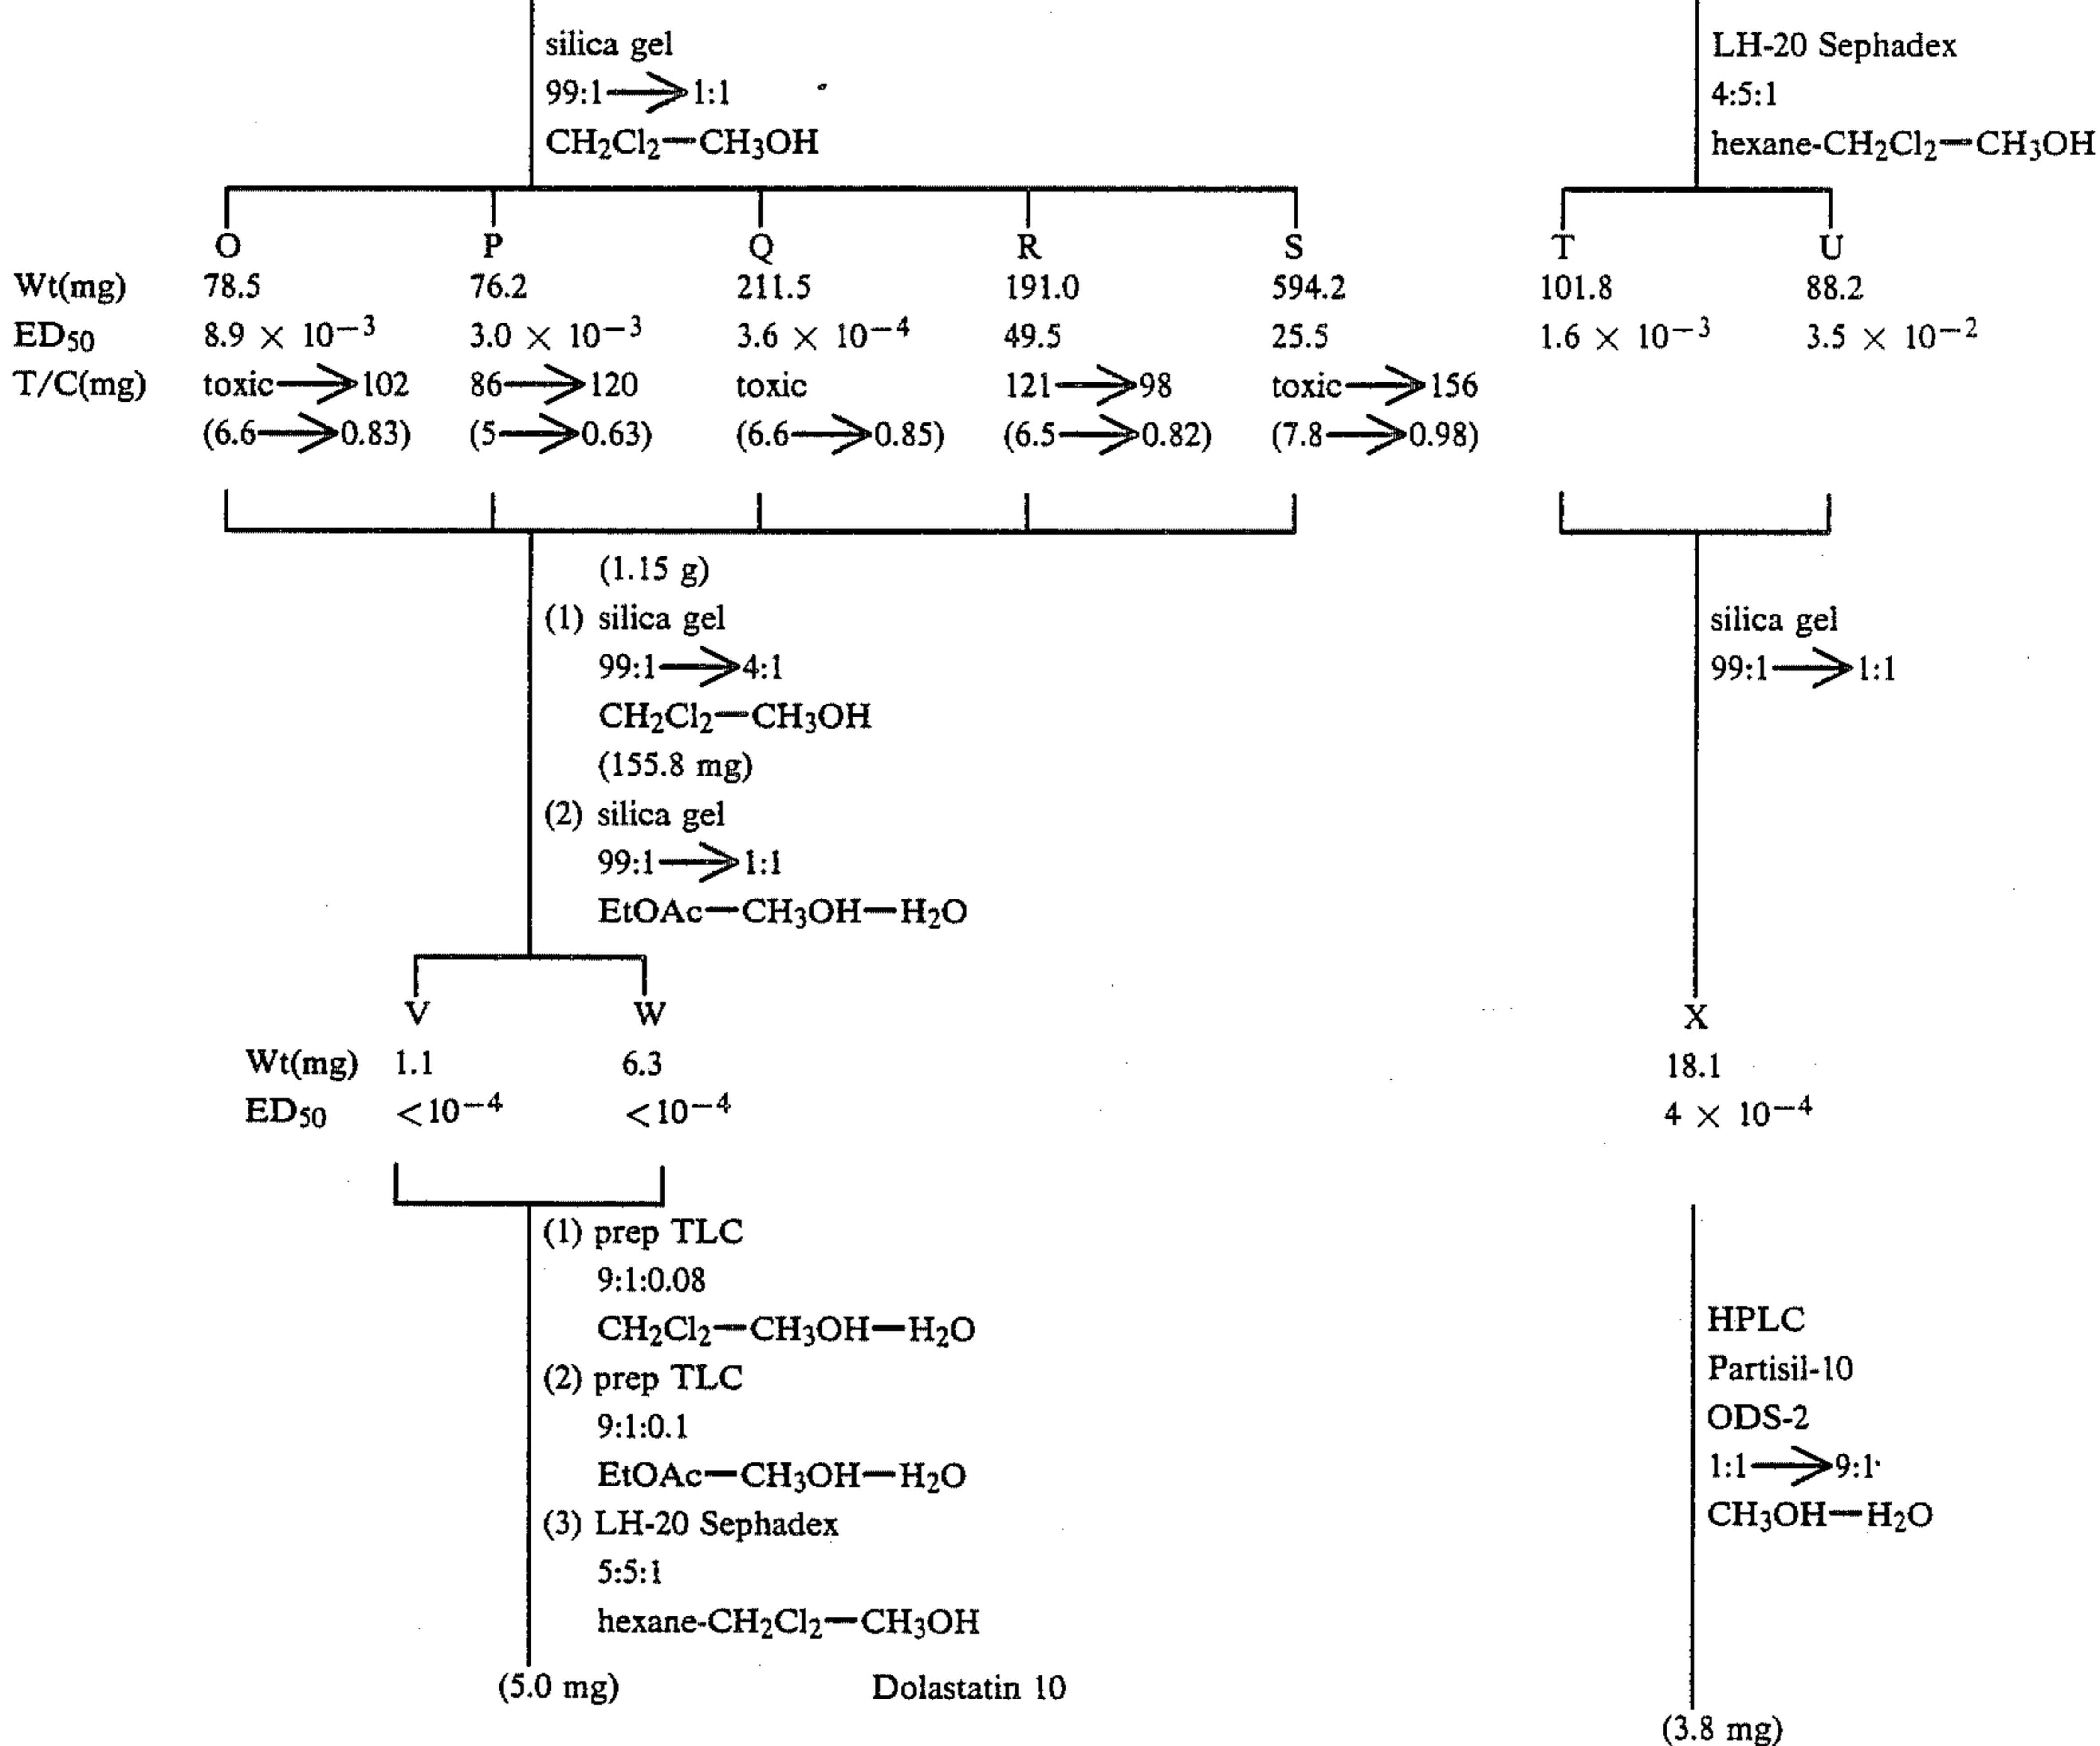 silica gel
99:1⟶1:1
CH2Cl2—CH3OH
LH-20 Sephadex
4:5:1
hexane-CH2Cl2—CH3OH
O P Q R S T U
Wt(mg) 78.5 76.2 211.5 191.0 594.2 101.8 88.2
ED50 8.9 × 10−3 3.0 × 10−3 3.6 × 10−4 49.5 25.5 1.6 × 10−3 3.5 × 10−2
T/C(mg) toxic⟶102 86⟶120 toxic 121⟶98 toxic⟶156
(6.6⟶0.83) (5⟶0.63) (6.6⟶0.85) (6.5⟶0.82) (7.8⟶0.98)
(1.15 g)
(1) silica gel
99:1⟶4:1
CH2Cl2—CH3OH
(155.8 mg)
(2) silica gel
99:1⟶1:1
EtOAc—CH3OH—H2O
silica gel
99:1⟶1:1
V W X
Wt(mg) 1.1 6.3 18.1
ED50 <10−4 <10−4 4 × 10−4
(1) prep TLC
9:1:0.08
CH2Cl2—CH3OH—H2O
(2) prep TLC
9:1:0.1
EtOAc—CH3OH—H2O
(3) LH-20 Sephadex
5:5:1
hexane-CH2Cl2—CH3OH
(5.0 mg) Dolastatin 10
HPLC
Partisil-10
ODS-2
1:1⟶9:1
CH3OH—H2O
(3.8 mg)